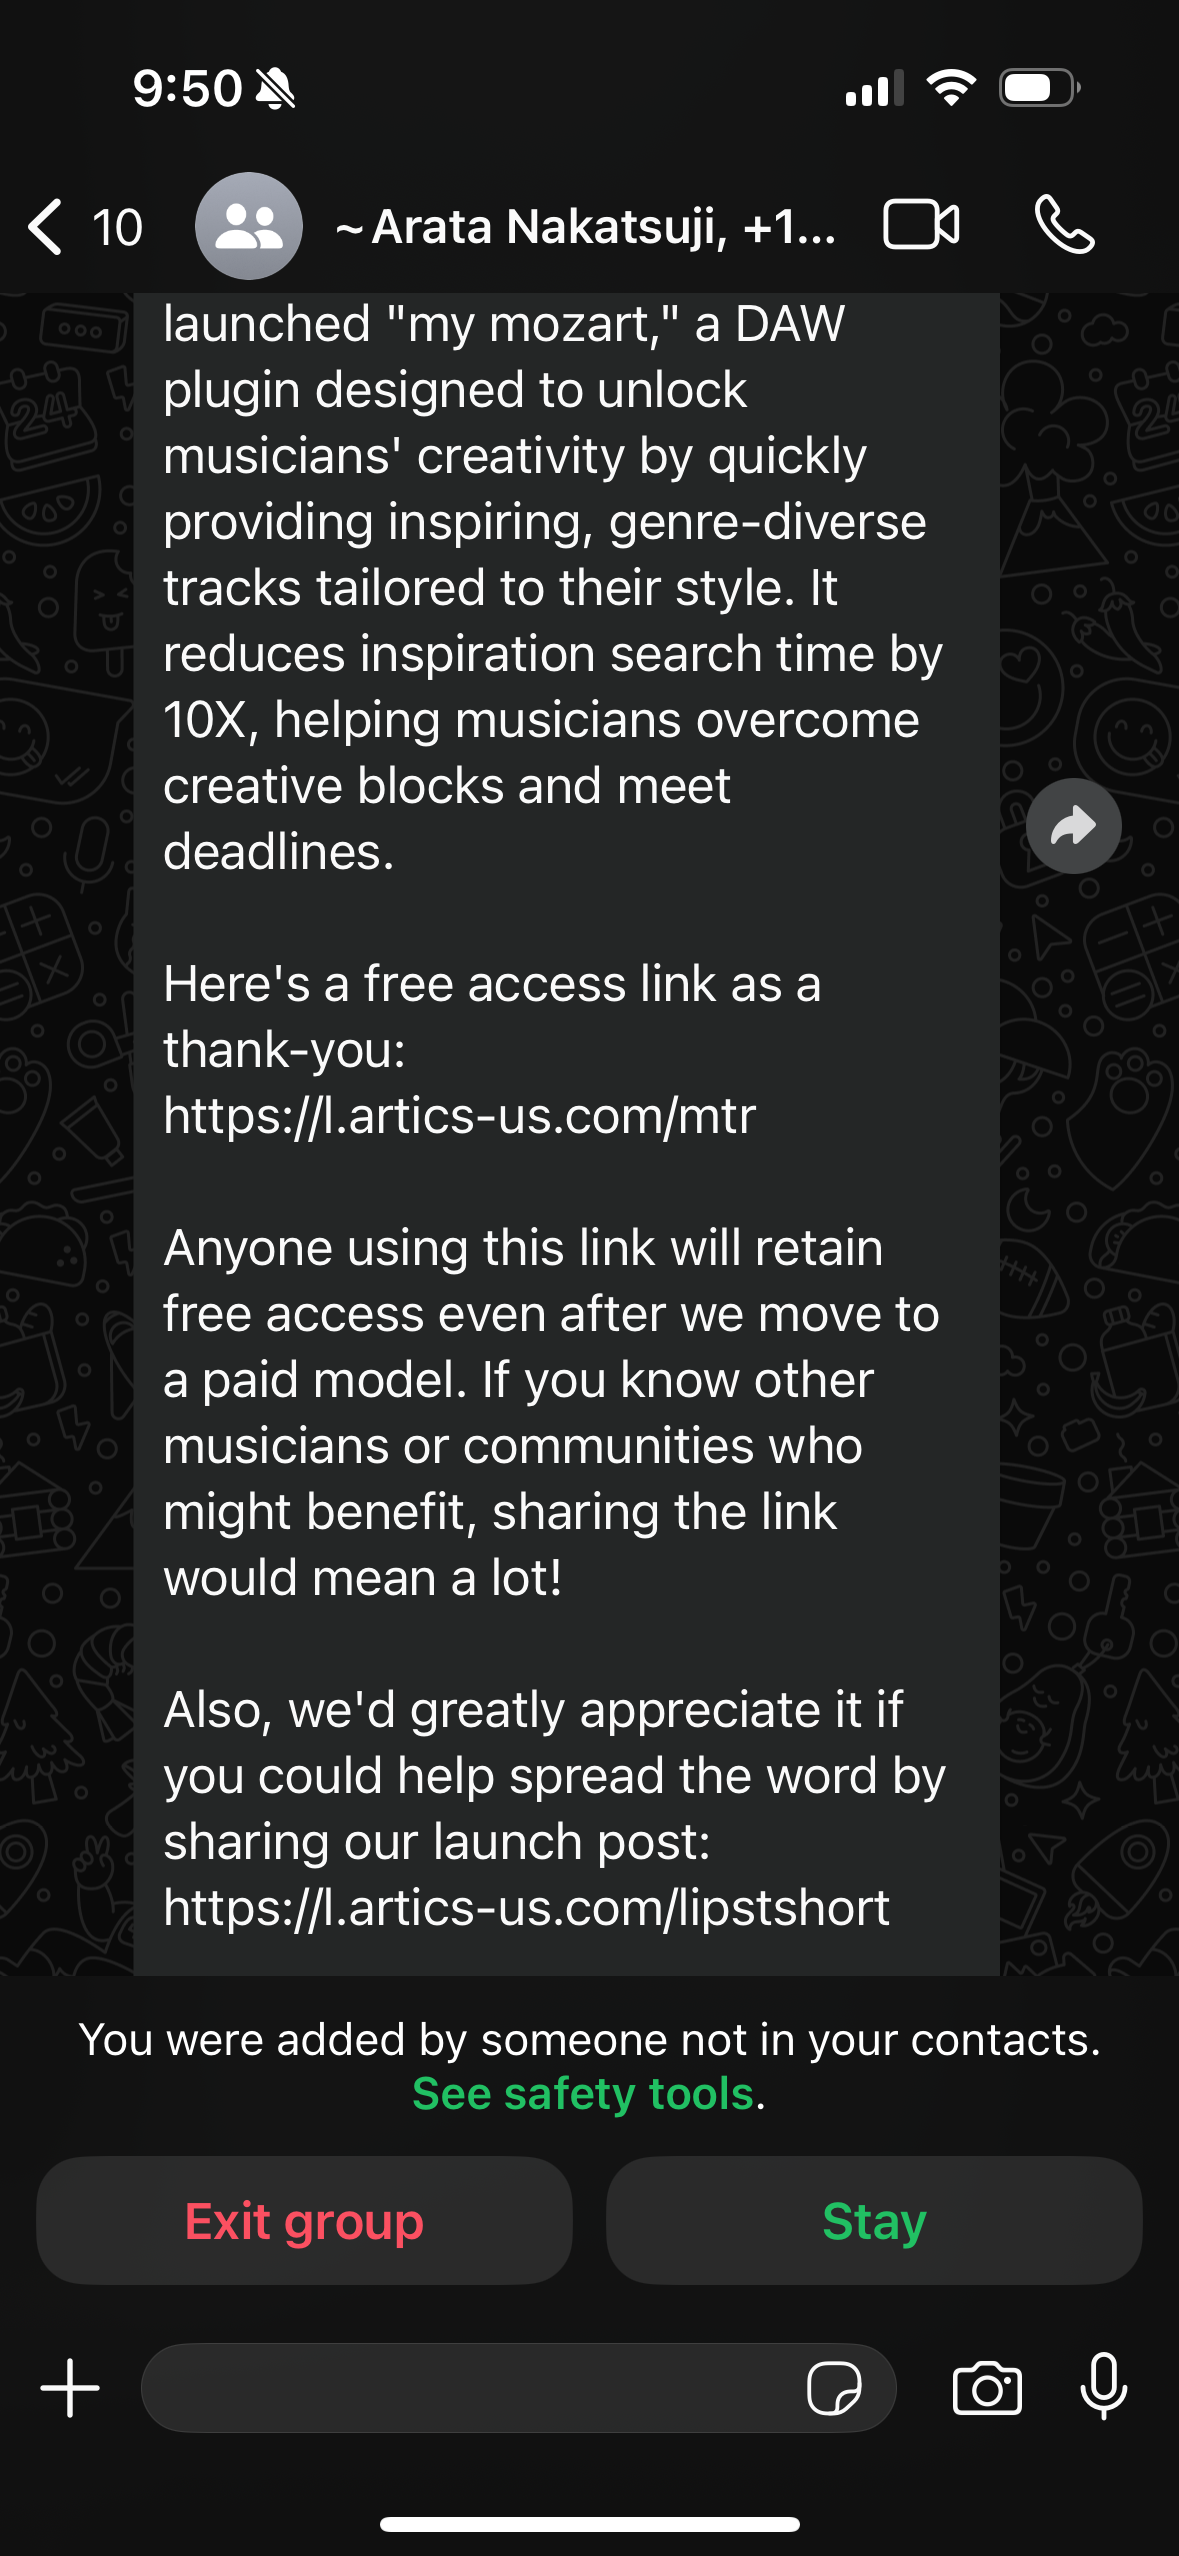 9:50
10
~Arata Nakatsuji, +1...
launched "my mozart," a DAW
plugin designed to unlock
musicians' creativity by quickly
providing inspiring, genre-diverse
tracks tailored to their style. It
reduces inspiration search time by
10X, helping musicians overcome
creative blocks and meet
deadlines.
Here's a free access link as a
thank-you:
https://l.artics-us.com/mtr
Anyone using this link will retain
free access even after we move to
a paid model. If you know other
musicians or communities who
might benefit, sharing the link
would mean a lot!
Also, we'd greatly appreciate it if
you could help spread the word by
sharing our launch post:
https://l.artics-us.com/lipstshort
You were added by someone not in your contacts.
See safety tools.
Exit group
Stay